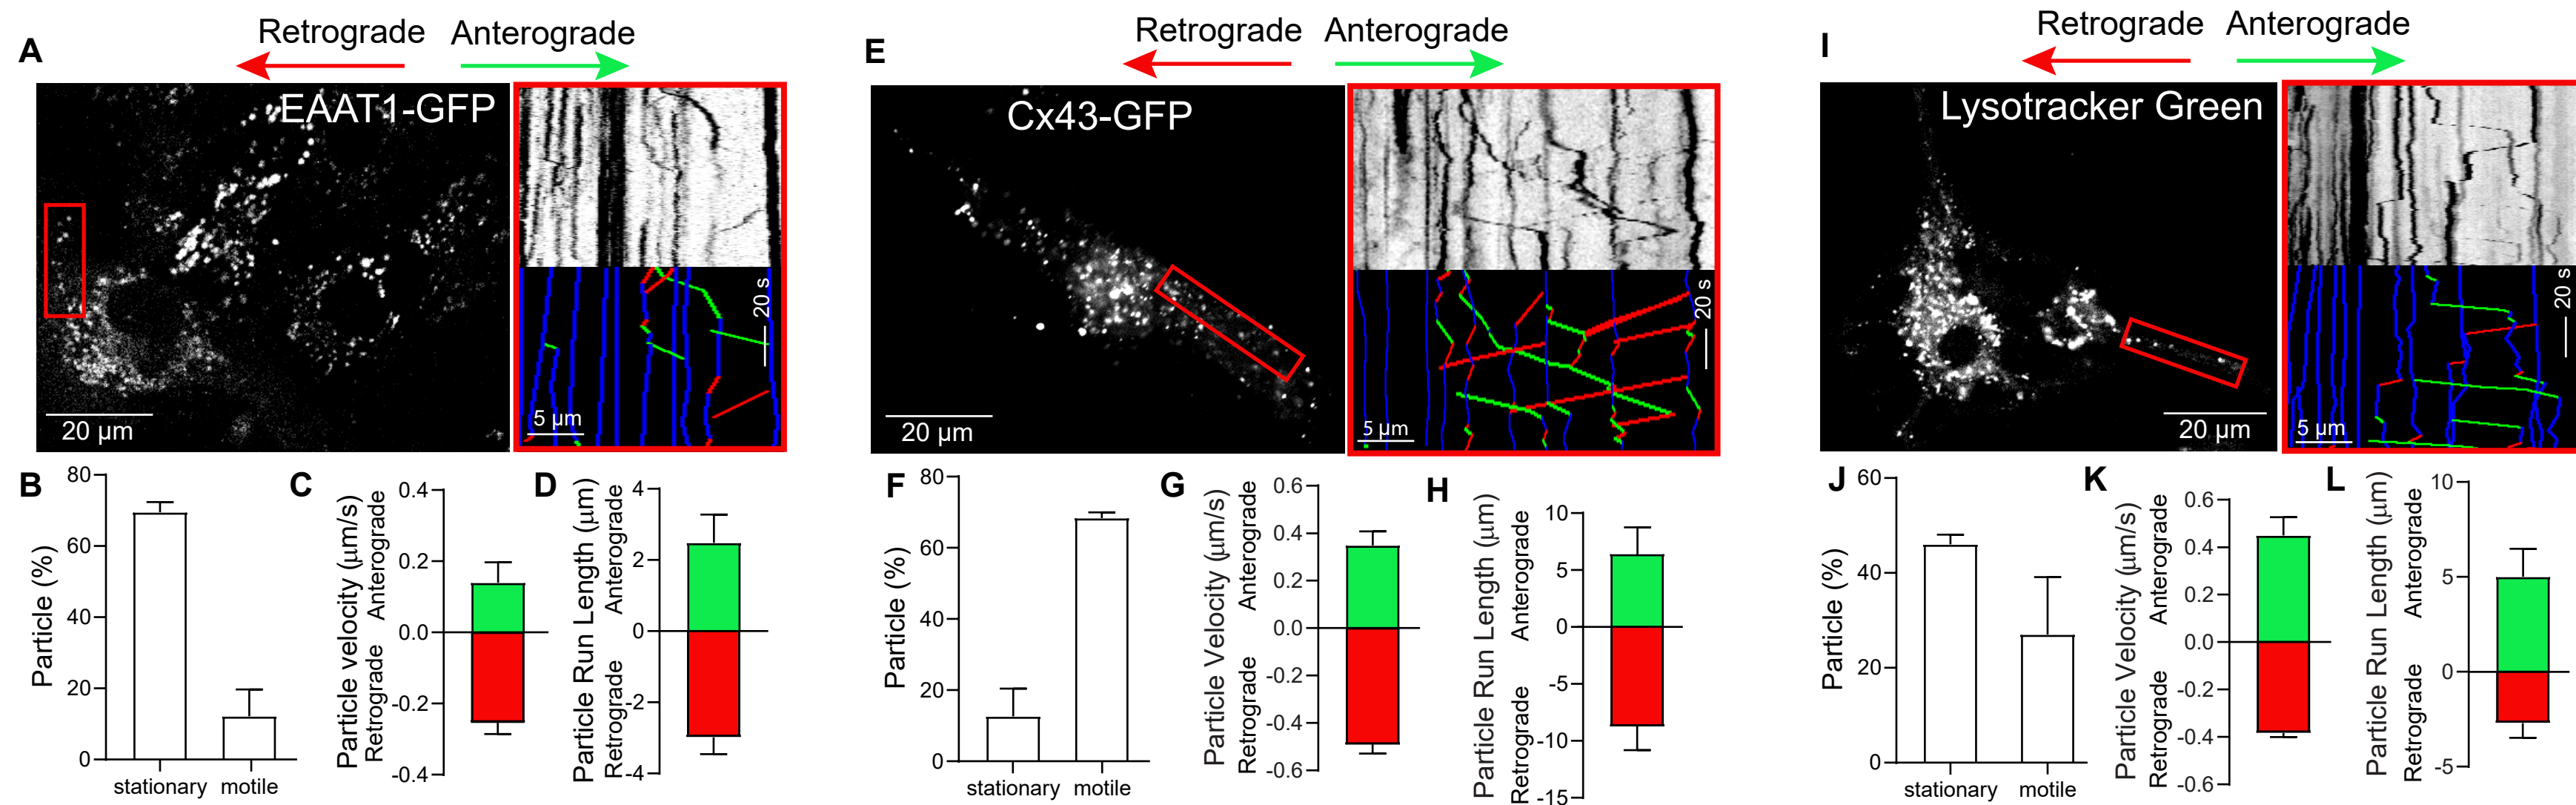 A
Retrograde Anterograde
EAAT1-GFP
20 µm
5 µm
20 s
E
Retrograde Anterograde
Cx43-GFP
20 µm
5 µm
20 s
I
Retrograde Anterograde
Lysotracker Green
20 µm
5 µm
20 s
B
Particle (%)
80
60
40
20
0
stationary motile
C
Particle velocity (µm/s)
Retrograde Anterograde
0.4
0.2
0.0
-0.2
-0.4
D
Particle Run Length (µm)
Retrograde Anterograde
4
2
0
-2
-4
F
Particle (%)
80
60
40
20
0
stationary motile
G
Particle Velocity (µm/s)
Retrograde Anterograde
0.6
0.4
0.2
0.0
-0.2
-0.4
-0.6
H
Particle Run Length (µm)
Retrograde Anterograde
10
5
0
-5
-10
-15
J
Particle (%)
60
40
20
0
stationary motile
K
Particle Velocity (µm/s)
Retrograde Anterograde
0.6
0.4
0.2
0.0
-0.2
-0.4
-0.6
L
Particle Run Length (µm)
Retrograde Anterograde
10
5
0
-5